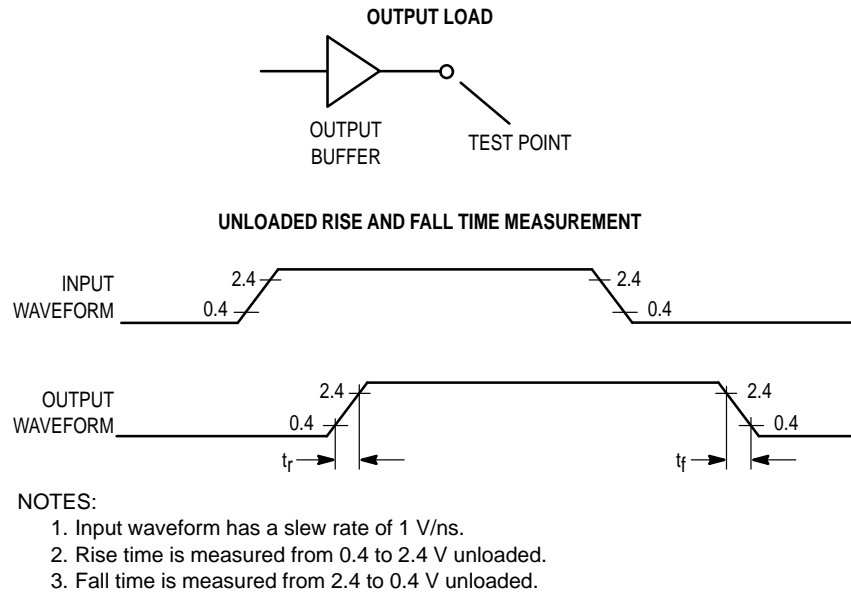 OUTPUT LOAD
OUTPUT
BUFFER
TEST POINT
UNLOADED RISE AND FALL TIME MEASUREMENT
INPUT
WAVEFORM
2.4
0.4
2.4
0.4
OUTPUT
WAVEFORM
2.4
0.4
2.4
0.4
tr
tf
NOTES:
1. Input waveform has a slew rate of 1 V/ns.
2. Rise time is measured from 0.4 to 2.4 V unloaded.
3. Fall time is measured from 2.4 to 0.4 V unloaded.